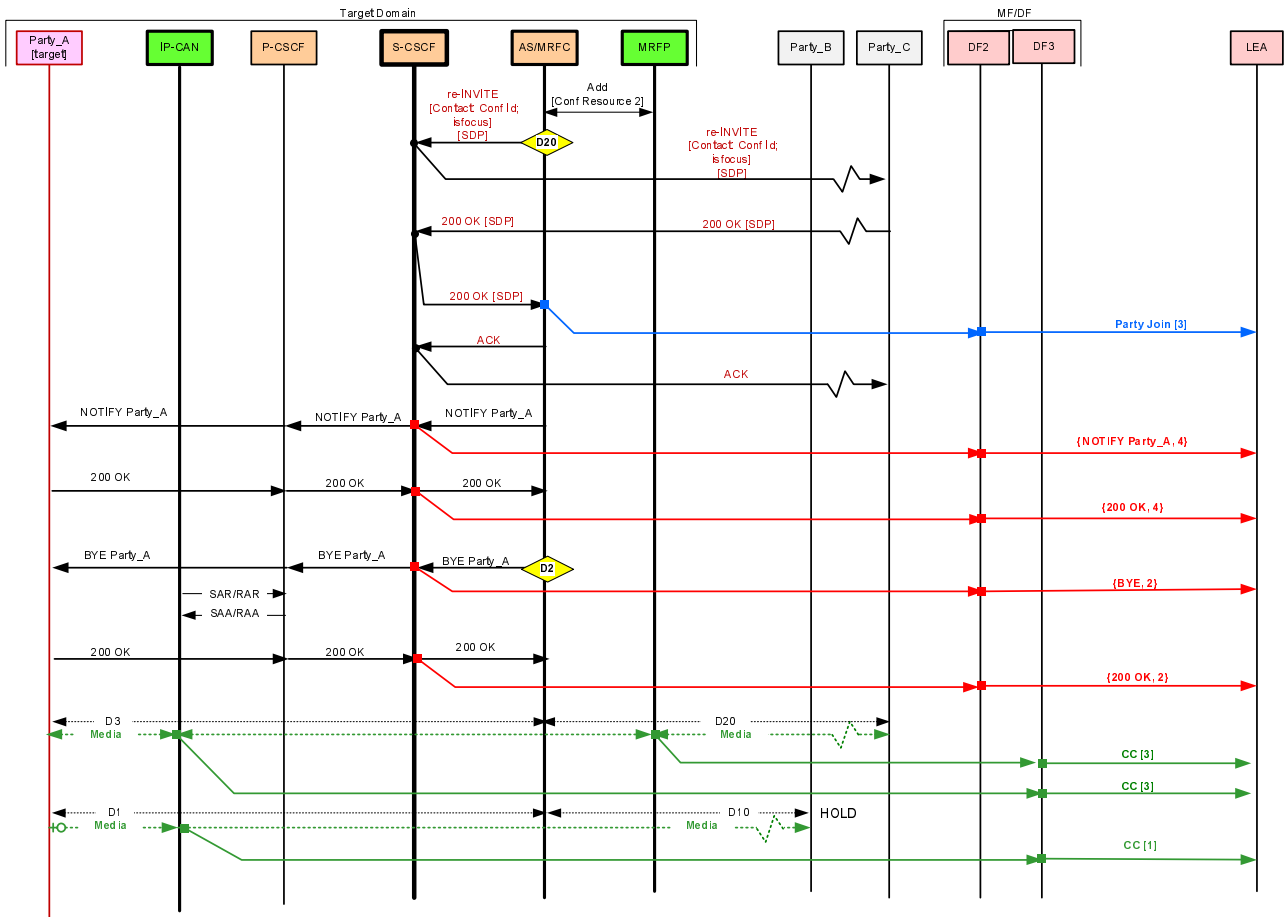 Target Domain
MF/DF
Party_A
[target]
IP-CAN
P-CSCF
S-CSCF
AS/MRFC
MRFP
Party_B
Party_C
DF2
DF3
LEA
re-INVITE
[Contact: Conf Id;
isfocus]
[SDP]
Add
[Conf Resource 2]
D20
re-INVITE
[Contact: Conf Id;
isfocus]
[SDP]
200 OK [SDP]
200 OK [SDP]
200 OK [SDP]
Party Join [3]
ACK
ACK
NOTIFY Party_A
NOTIFY Party_A
NOTIFY Party_A
{NOTIFY Party_A, 4}
200 OK
200 OK
200 OK
{200 OK, 4}
BYE Party_A
BYE Party_A
BYE Party_A
D2
{BYE, 2}
SAR/RAR
SAA/RAA
200 OK
200 OK
200 OK
{200 OK, 2}
D3
D20
Media
Media
CC [3]
CC [3]
D1
D10
HOLD
Media
Media
CC [1]